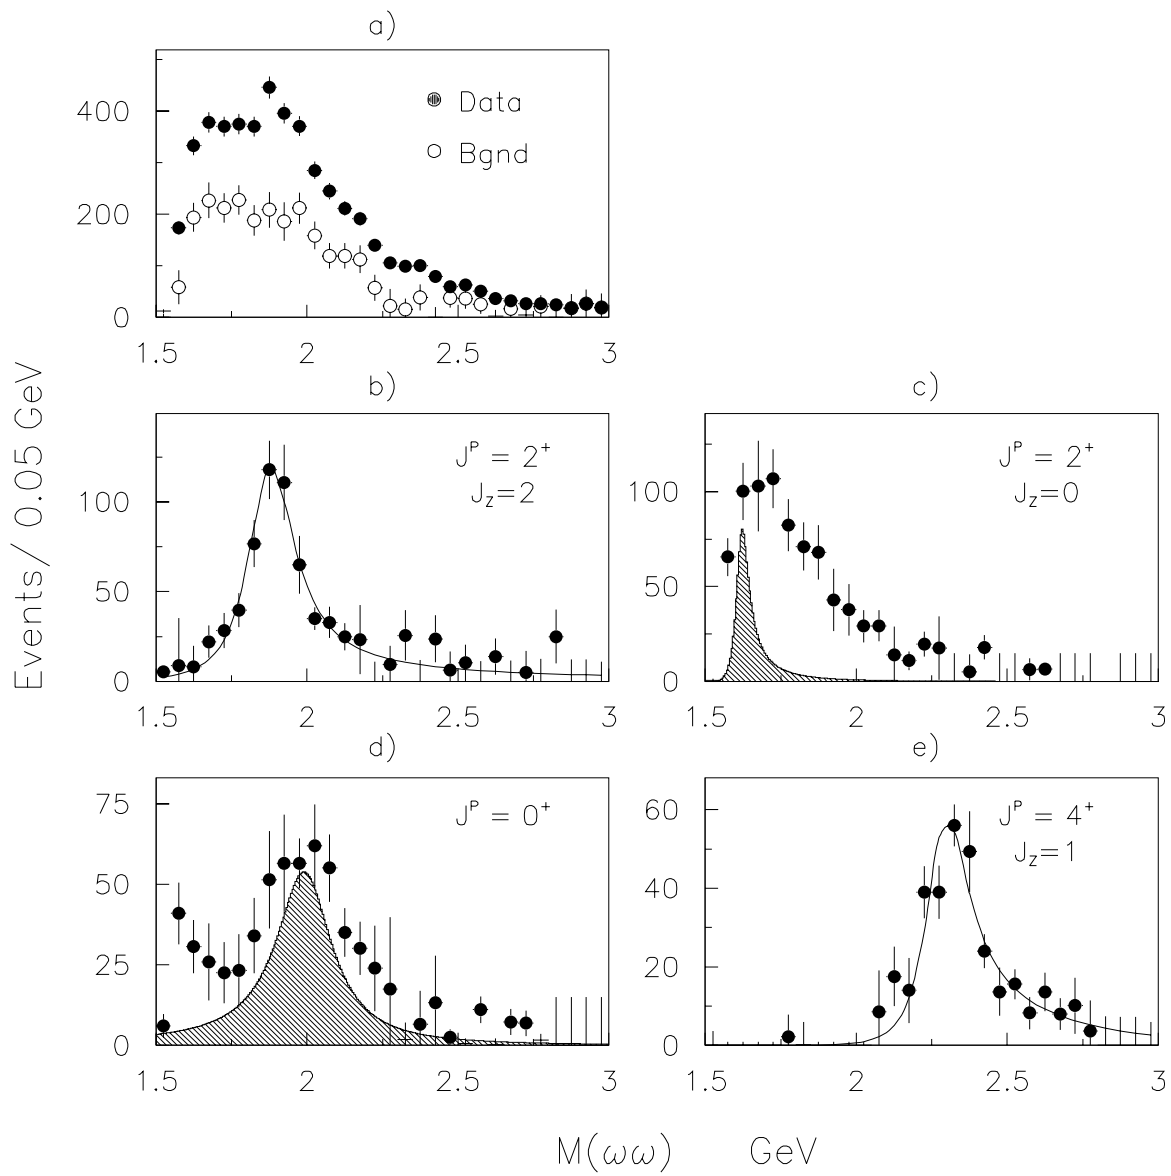 a)
400
200
0
Data
Bgnd
1.5 2 2.5 3
Events/ 0.05 GeV
b)
100
50
0
J^P = 2^+
J_Z=2
1.5 2 2.5 3
c)
100
50
0
J^P = 2^+
J_Z=0
1.5 2 2.5 3
d)
75
50
25
0
J^P = 0^+
1.5 2 2.5 3
e)
60
40
20
0
J^P = 4^+
J_Z=1
1.5 2 2.5 3
M(ωω) GeV